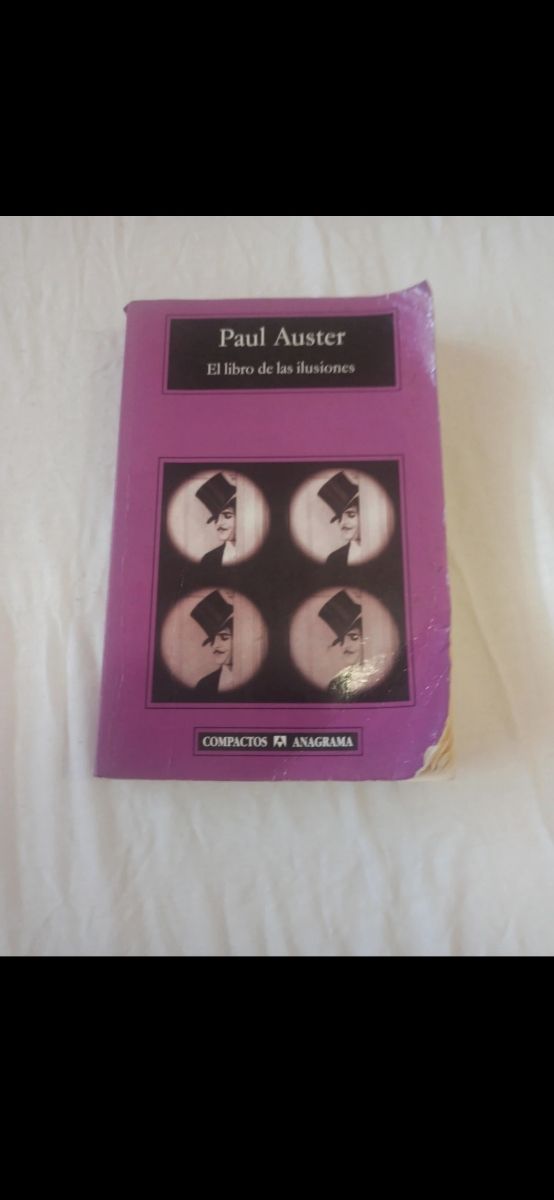 Paul Auster
El libro de las ilusiones
COMPACTOS ANAGRAMA